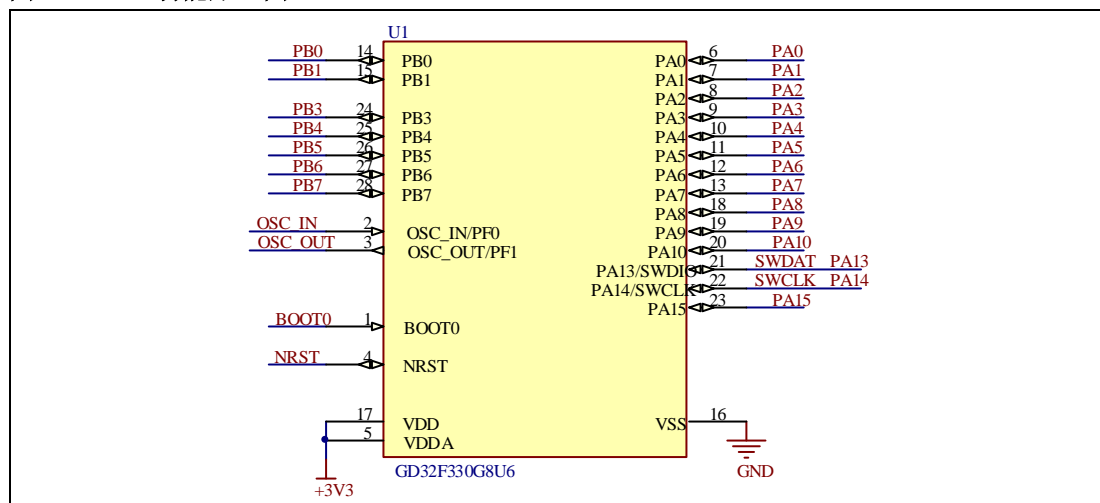 U1
PB0 14 PB0 PA0 6 PA0
PB1 15 PB1 PA1 7 PA1
PA2 8 PA2
PB3 24 PB3 PA3 9 PA3
PB4 25 PB4 PA4 10 PA4
PB5 26 PB5 PA5 11 PA5
PB6 27 PB6 PA6 12 PA6
PB7 28 PB7 PA7 13 PA7
PA8 18 PA8
OSC_IN 2 OSC_IN/PF0 PA9 19 PA9
OSC_OUT 3 OSC_OUT/PF1 PA10 20 PA10
PA13/SWDIO 21 SWDAT PA13
PA14/SWCLK 22 SWCLK PA14
PA15 23 PA15
BOOT0 1 BOOT0
NRST 4 NRST
17 VDD VSS 16
5 VDDA
GD32F330G8U6 GND
+3V3